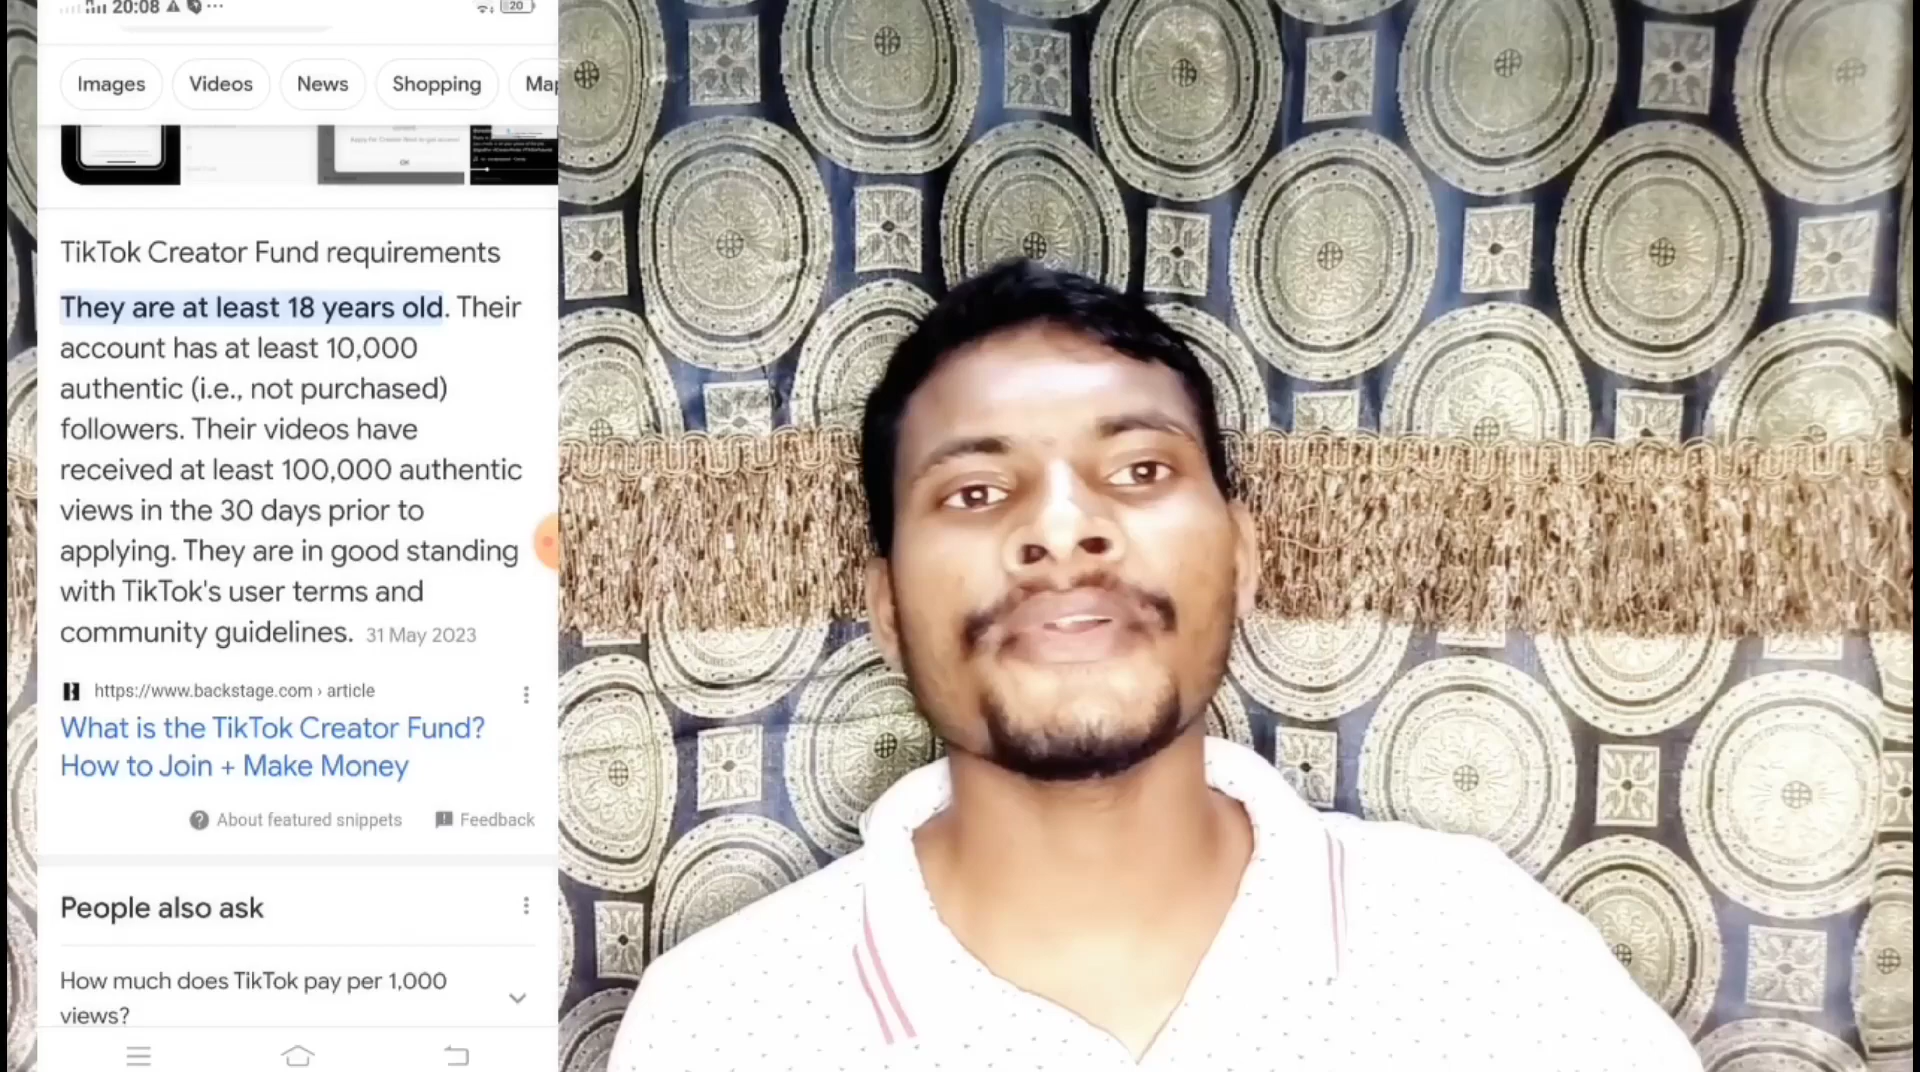 20:08
20
Images Videos News Shopping Map
OK
TikTok Creator Fund requirements
They are at least 18 years old. Their
account has at least 10,000
authentic (i.e., not purchased)
followers. Their videos have
received at least 100,000 authentic
views in the 30 days prior to
applying. They are in good standing
with TikTok's user terms and
community guidelines. 31 May 2023
https://www.backstage.com › article
What is the TikTok Creator Fund?
How to Join + Make Money
About featured snippets Feedback
People also ask
How much does TikTok pay per 1,000
views?